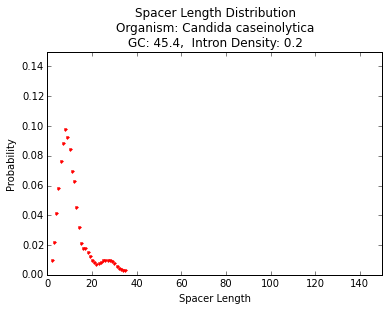 Spacer Length Distribution
Organism: Candida caseinolytica
GC: 45.4,  Intron Density: 0.2
0.14
0.12
0.10
0.08
0.06
0.04
0.02
0.00
Probability
0 20 40 60 80 100 120 140
Spacer Length